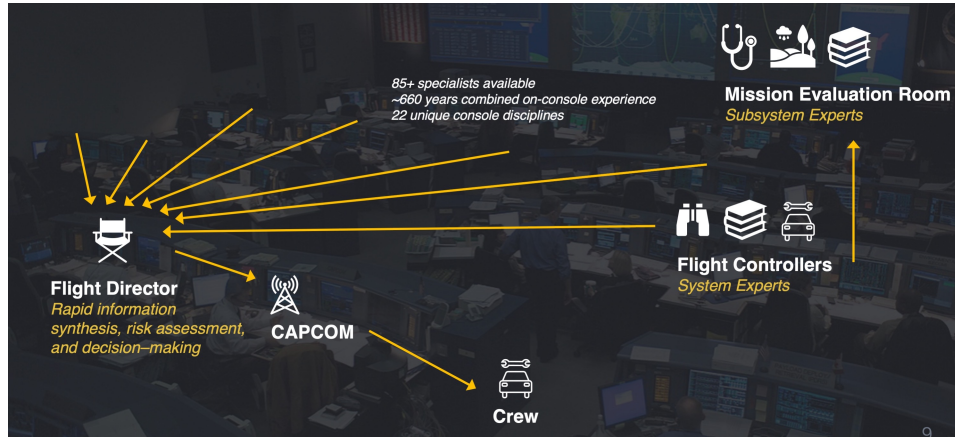 85+ specialists available
~660 years combined on-console experience
22 unique console disciplines
Mission Evaluation Room
Subsystem Experts
Flight Controllers
System Experts
Flight Director
Rapid information
synthesis, risk assessment,
and decision–making
CAPCOM
Crew
9